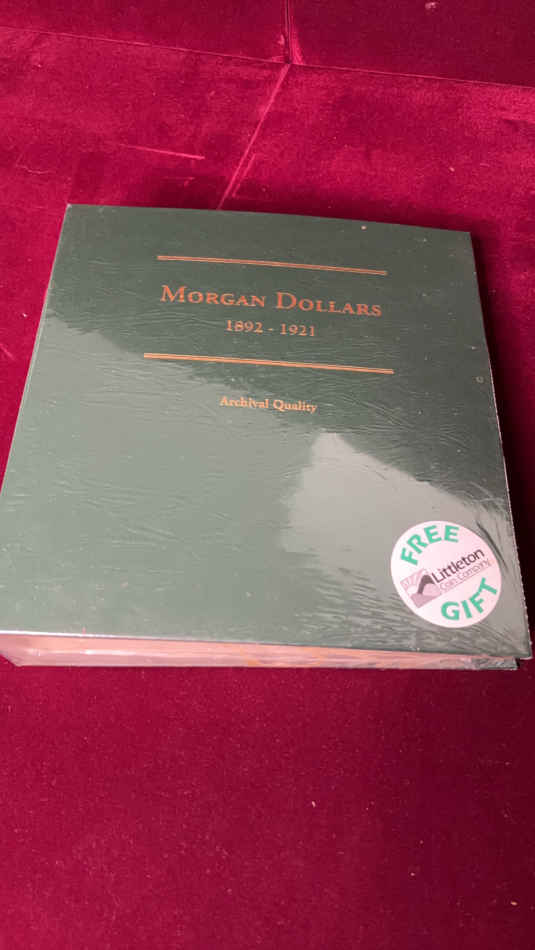 MORGAN DOLLARS
1892 - 1921
Archival Quality
FREE
Littleton
Coin Company
GIFT